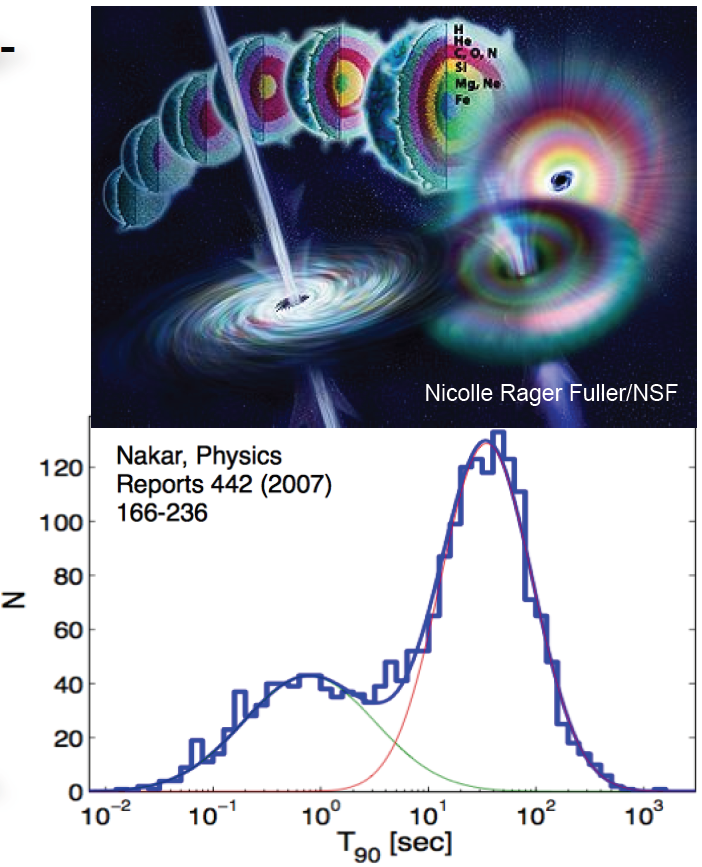 -
H
He
C, O, N
Si
Mg, Ne
Fe
Nicolle Rager Fuller/NSF
Nakar, Physics
Reports 442 (2007)
166-236
N
120
100
80
60
40
20
0
10⁻² 10⁻¹ 10⁰ 10¹ 10² 10³
T₉₀ [sec]